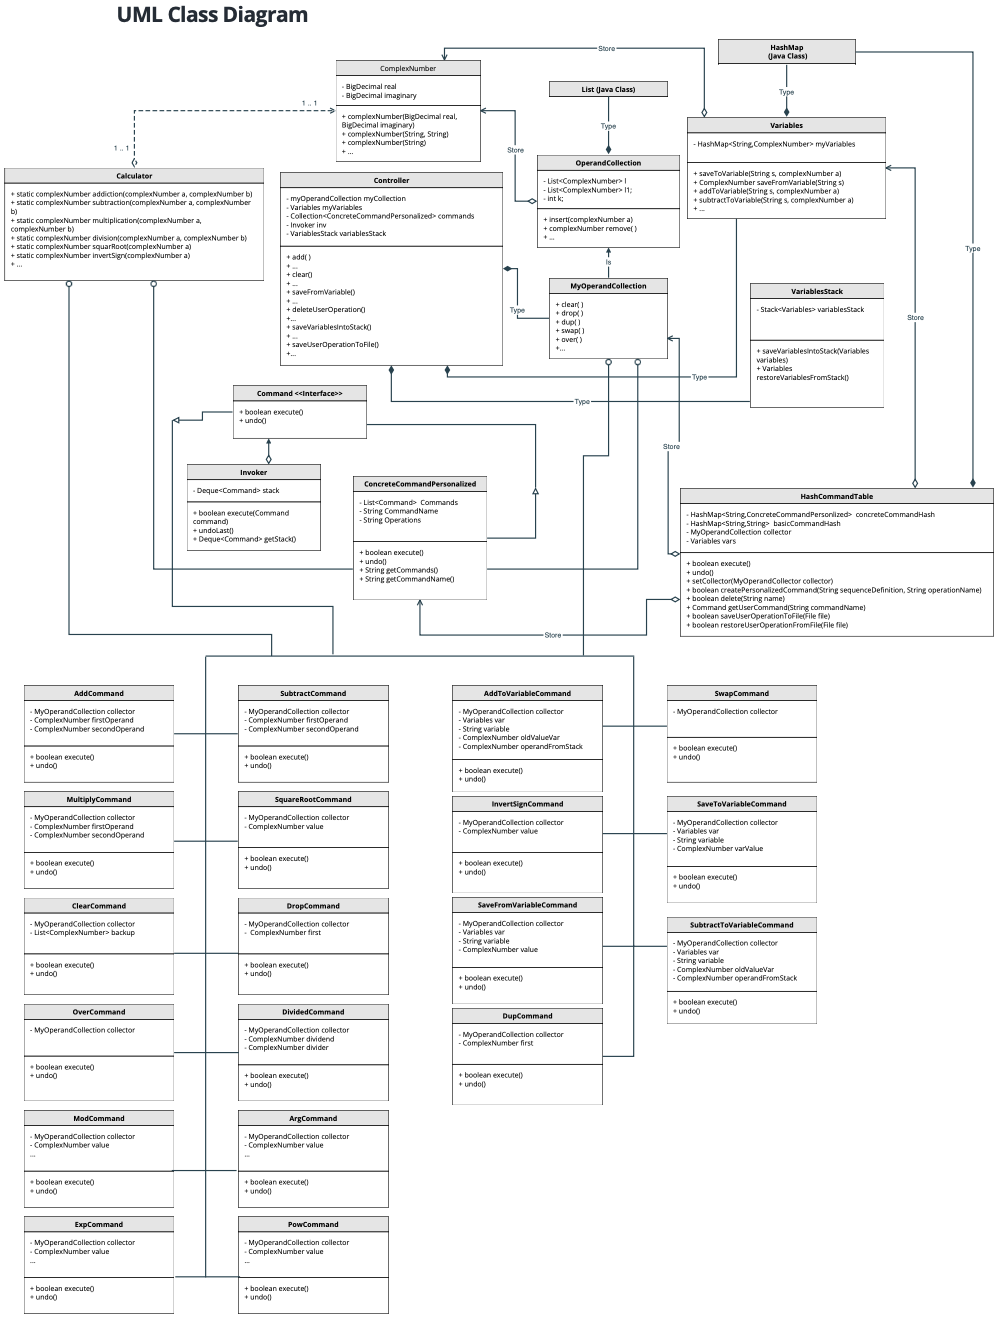 UML Class Diagram
Store
HashMap
(Java Class)
ComplexNumber
- BigDecimal real
- BigDecimal imaginary
+ complexNumber(BigDecimal real,
BigDecimal imaginary)
+ complexNumber(String, String)
+ complexNumber(String)
+ ...
List (Java Class)
Type
Type
1 .. 1
1 .. 1
Store
Variables
- HashMap<String,ComplexNumber> myVariables
+ saveToVariable(String s, complexNumber a)
+ ComplexNumber saveFromVariable(String s)
+ addToVariable(String s, complexNumber a)
+ subtractToVariable(String s, complexNumber a)
+ ...
OperandCollection
- List<ComplexNumber> l
- List<ComplexNumber> l1;
- int k;
+ insert(complexNumber a)
+ complexNumber remove( )
+ ...
Calculator
+ static complexNumber addiction(complexNumber a, complexNumber b)
+ static complexNumber subtraction(complexNumber a, complexNumber
b)
+ static complexNumber multiplication(complexNumber a,
complexNumber b)
+ static complexNumber division(complexNumber a, complexNumber b)
+ static complexNumber squarRoot(complexNumber a)
+ static complexNumber invertSign(complexNumber a)
+ ...
Controller
- myOperandCollection myCollection
- Variables myVariables
- Collection<ConcreteCommandPersonalized> commands
- Invoker inv
- VariablesStack variablesStack
+ add( )
+ ...
+ clear()
+ ...
+ saveFromVariable()
+ ...
+ deleteUserOperation()
+...
+ saveVariablesIntoStack()
+ ...
+ saveUserOperationToFile()
+...
Is
Type
MyOperandCollection
+ clear( )
+ drop( )
+ dup( )
+ swap( )
+ over( )
+...
Type
VariablesStack
- Stack<Variables> variablesStack
+ saveVariablesIntoStack(Variables
variables)
+ Variables
restoreVariablesFromStack()
Store
Type
Type
Command <<Interface>>
+ boolean execute()
+ undo()
Store
Invoker
- Deque<Command> stack
+ boolean execute(Command
command)
+ undoLast()
+ Deque<Command> getStack()
ConcreteCommandPersonalized
- List<Command>  Commands
- String CommandName
- String Operations
+ boolean execute()
+ undo()
+ String getCommands()
+ String getCommandName()
HashCommandTable
- HashMap<String,ConcreteCommandPersonlized>  concreteCommandHash
- HashMap<String,String>  basicCommandHash
- MyOperandCollection collector
- Variables vars
+ boolean execute()
+ undo()
+ setCollector(MyOperandCollector collector)
+ boolean createPersonalizedCommand(String sequenceDefinition, String operationName)
+ boolean delete(String name)
+ Command getUserCommand(String commandName)
+ boolean saveUserOperationToFile(File file)
+ boolean restoreUserOperationFromFile(File file)
Store
AddCommand
- MyOperandCollection collector
- ComplexNumber firstOperand
- ComplexNumber secondOperand
+ boolean execute()
+ undo()
SubtractCommand
- MyOperandCollection collector
- ComplexNumber firstOperand
- ComplexNumber secondOperand
+ boolean execute()
+ undo()
AddToVariableCommand
- MyOperandCollection collector
- Variables var
- String variable
- ComplexNumber oldValueVar
- ComplexNumber operandFromStack
+ boolean execute()
+ undo()
SwapCommand
- MyOperandCollection collector
+ boolean execute()
+ undo()
MultiplyCommand
- MyOperandCollection collector
- ComplexNumber firstOperand
- ComplexNumber secondOperand
+ boolean execute()
+ undo()
SquareRootCommand
- MyOperandCollection collector
- ComplexNumber value
+ boolean execute()
+ undo()
InvertSignCommand
- MyOperandCollection collector
- ComplexNumber value
+ boolean execute()
+ undo()
SaveToVariableCommand
- MyOperandCollection collector
- Variables var
- String variable
- ComplexNumber varValue
+ boolean execute()
+ undo()
ClearCommand
- MyOperandCollection collector
- List<ComplexNumber> backup
+ boolean execute()
+ undo()
DropCommand
- MyOperandCollection collector
-  ComplexNumber first
+ boolean execute()
+ undo()
SaveFromVariableCommand
- MyOperandCollection collector
- Variables var
- String variable
- ComplexNumber value
+ boolean execute()
+ undo()
SubtractToVariableCommand
- MyOperandCollection collector
- Variables var
- String variable
- ComplexNumber oldValueVar
- ComplexNumber operandFromStack
+ boolean execute()
+ undo()
OverCommand
- MyOperandCollection collector
+ boolean execute()
+ undo()
DividedCommand
- MyOperandCollection collector
- ComplexNumber dividend
- ComplexNumber divider
+ boolean execute()
+ undo()
DupCommand
- MyOperandCollection collector
- ComplexNumber first
+ boolean execute()
+ undo()
ModCommand
- MyOperandCollection collector
- ComplexNumber value
...
+ boolean execute()
+ undo()
ArgCommand
- MyOperandCollection collector
- ComplexNumber value
...
+ boolean execute()
+ undo()
ExpCommand
- MyOperandCollection collector
- ComplexNumber value
...
+ boolean execute()
+ undo()
PowCommand
- MyOperandCollection collector
- ComplexNumber value
...
+ boolean execute()
+ undo()